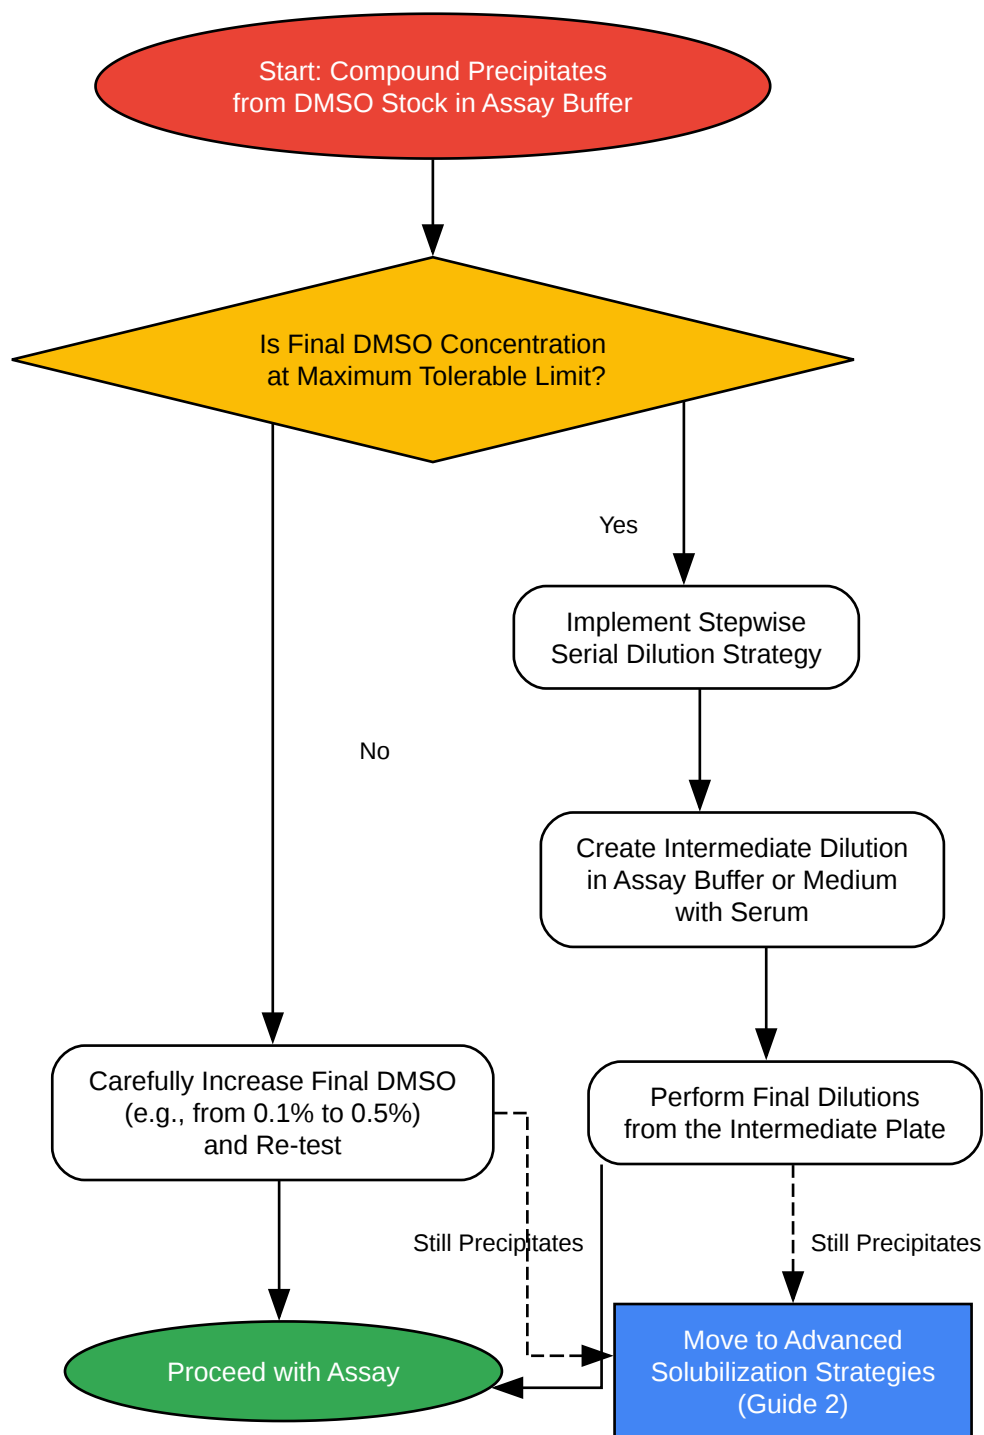 Start: Compound Precipitates
from DMSO Stock in Assay Buffer
Is Final DMSO Concentration
at Maximum Tolerable Limit?
Yes
Implement Stepwise
Serial Dilution Strategy
No
Create Intermediate Dilution
in Assay Buffer or Medium
with Serum
Carefully Increase Final DMSO
(e.g., from 0.1% to 0.5%)
and Re-test
Perform Final Dilutions
from the Intermediate Plate
Still Precipitates
Still Precipitates
Proceed with Assay
Move to Advanced
Solubilization Strategies
(Guide 2)